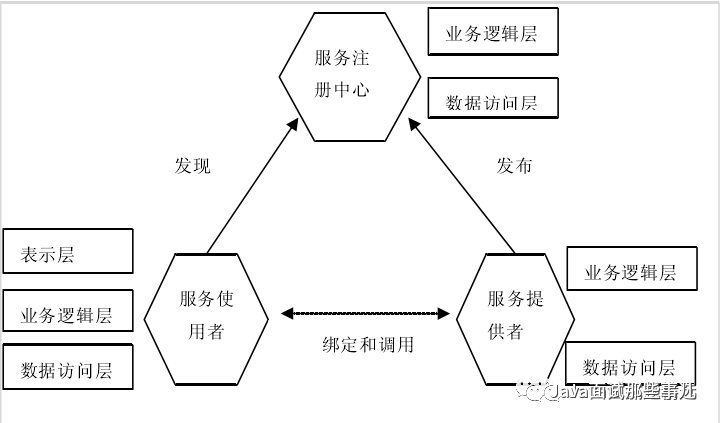 服务注
册中心
业务逻辑层
数据访问层
发现
发布
表示层
业务逻辑层
数据访问层
服务使
用者
绑定和调用
服务提
供者
业务逻辑层
数据访问层
Java面试那些事儿